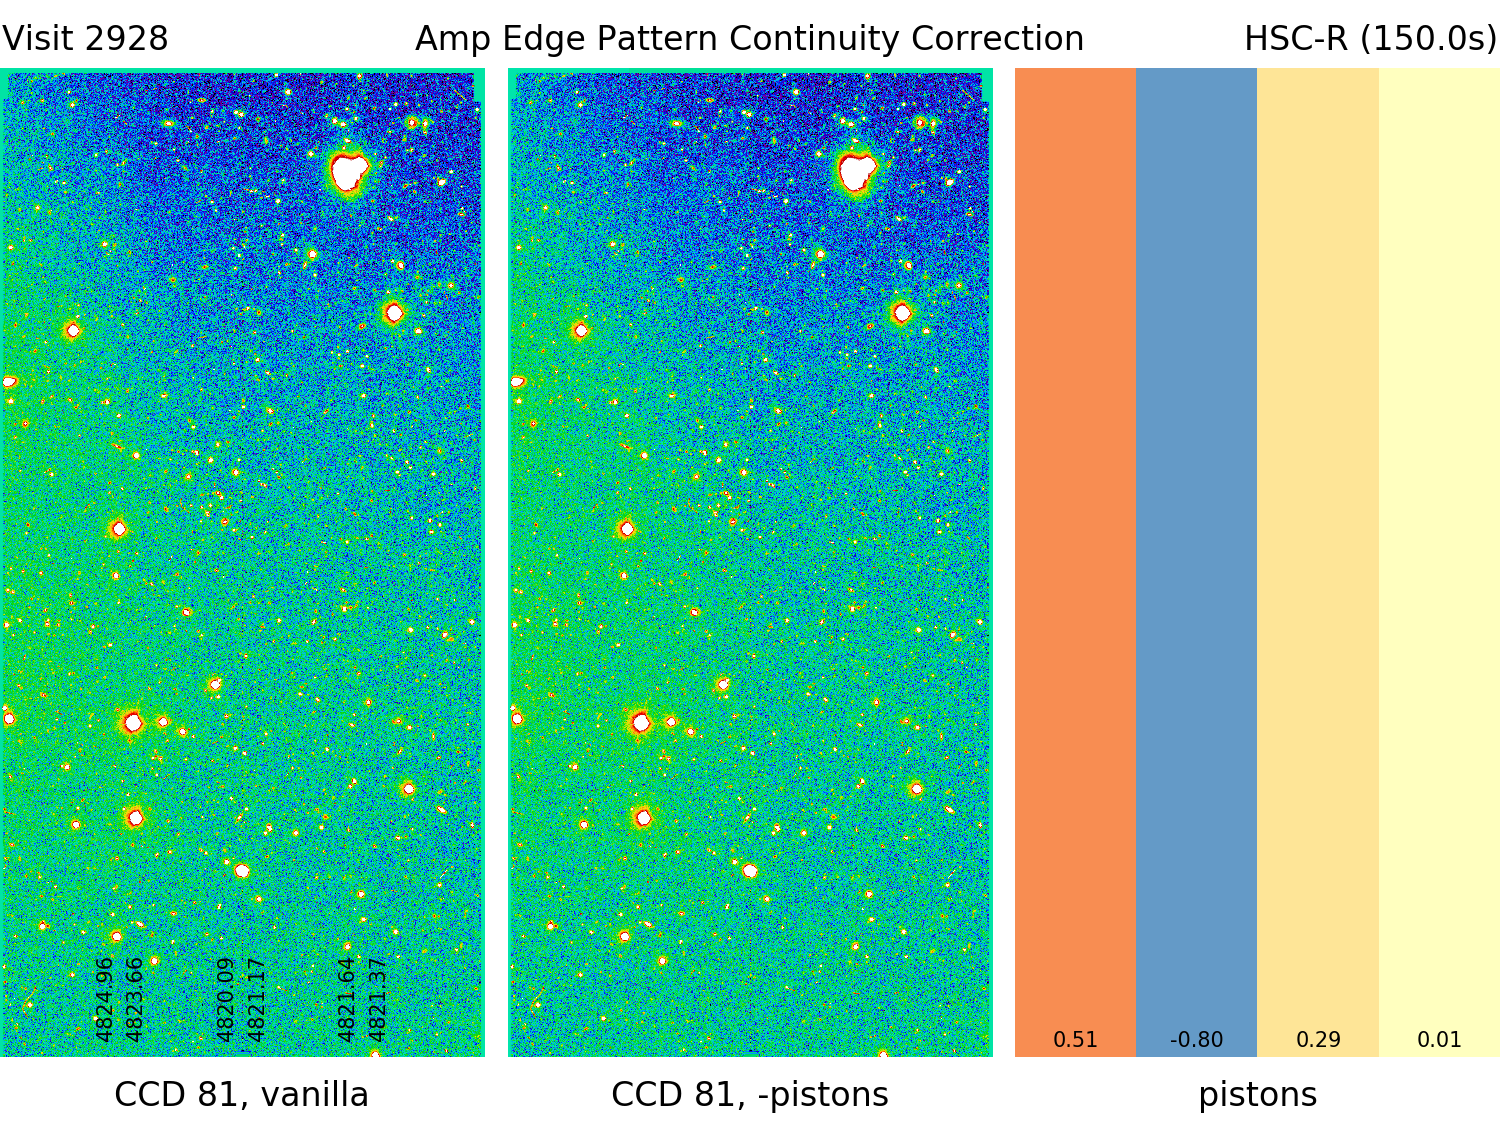 Visit 2928
Amp Edge Pattern Continuity Correction
HSC-R (150.0s)
4824.96
4823.66
4820.09
4821.17
4821.64
4821.37
0.51
-0.80
0.29
0.01
CCD 81, vanilla
CCD 81, -pistons
pistons